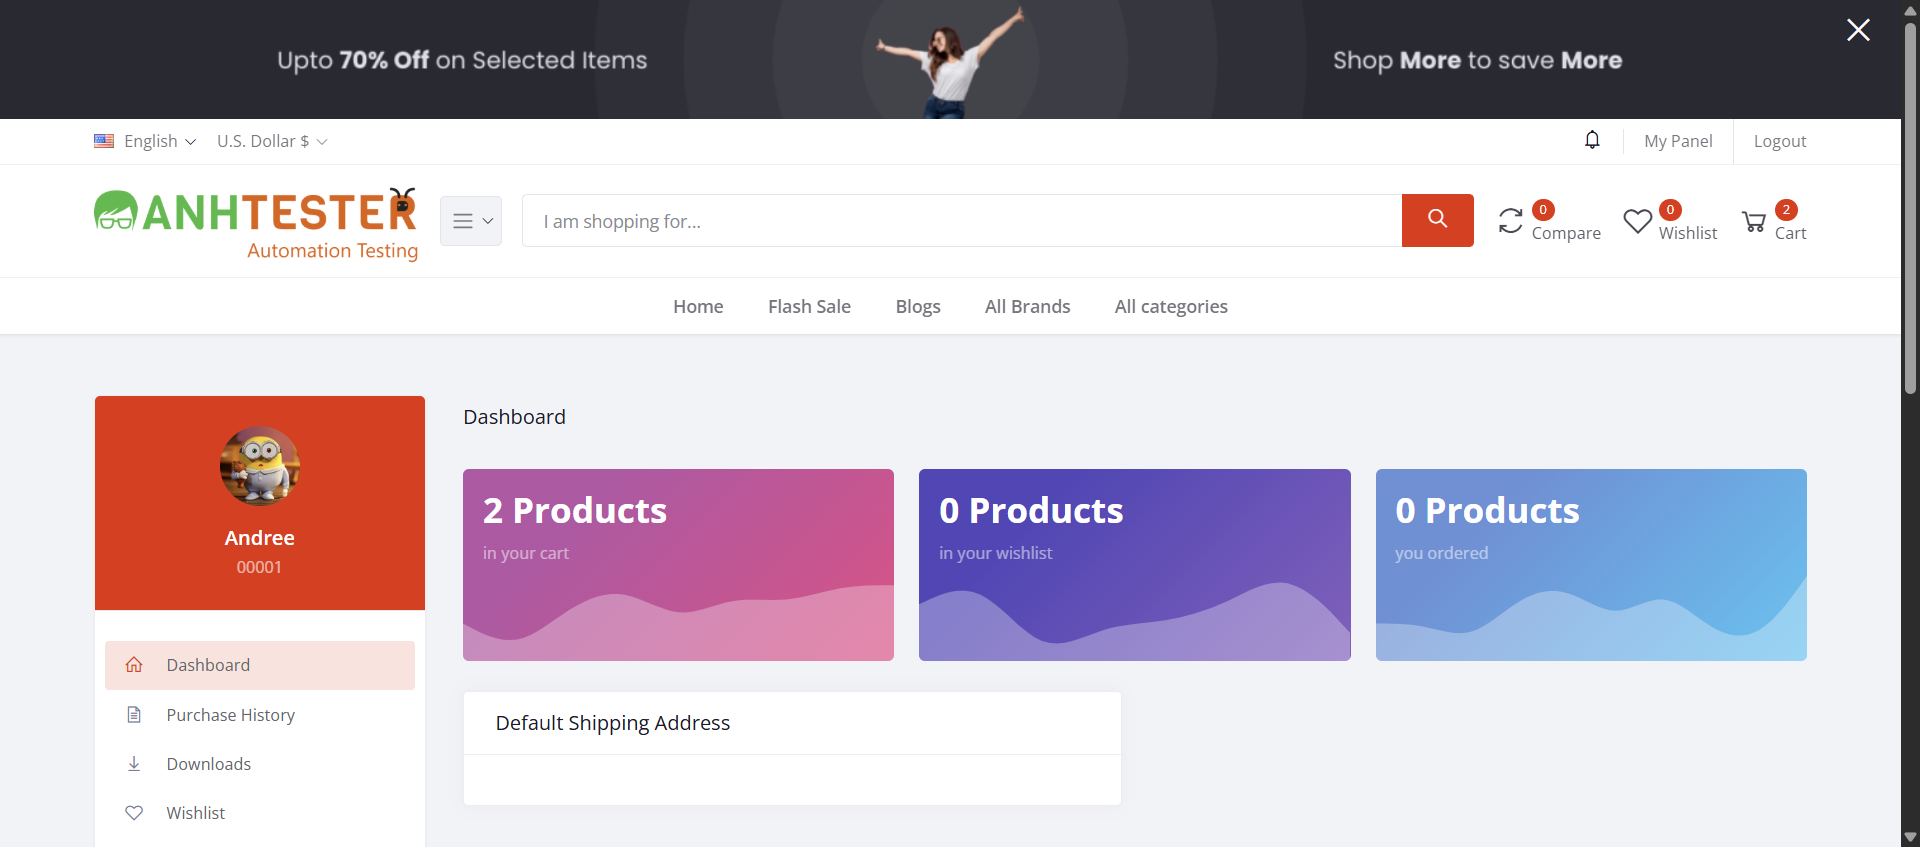 Upto 70% Off on Selected Items
Shop More to save More
English
U.S. Dollar $
My Panel
Logout
ANHTESTER
Automation Testing
I am shopping for...
0
Compare
0
Wishlist
2
Cart
Home
Flash Sale
Blogs
All Brands
All categories
Andree
00001
Dashboard
Purchase History
Downloads
Wishlist
Dashboard
2 Products
in your cart
0 Products
in your wishlist
0 Products
you ordered
Default Shipping Address